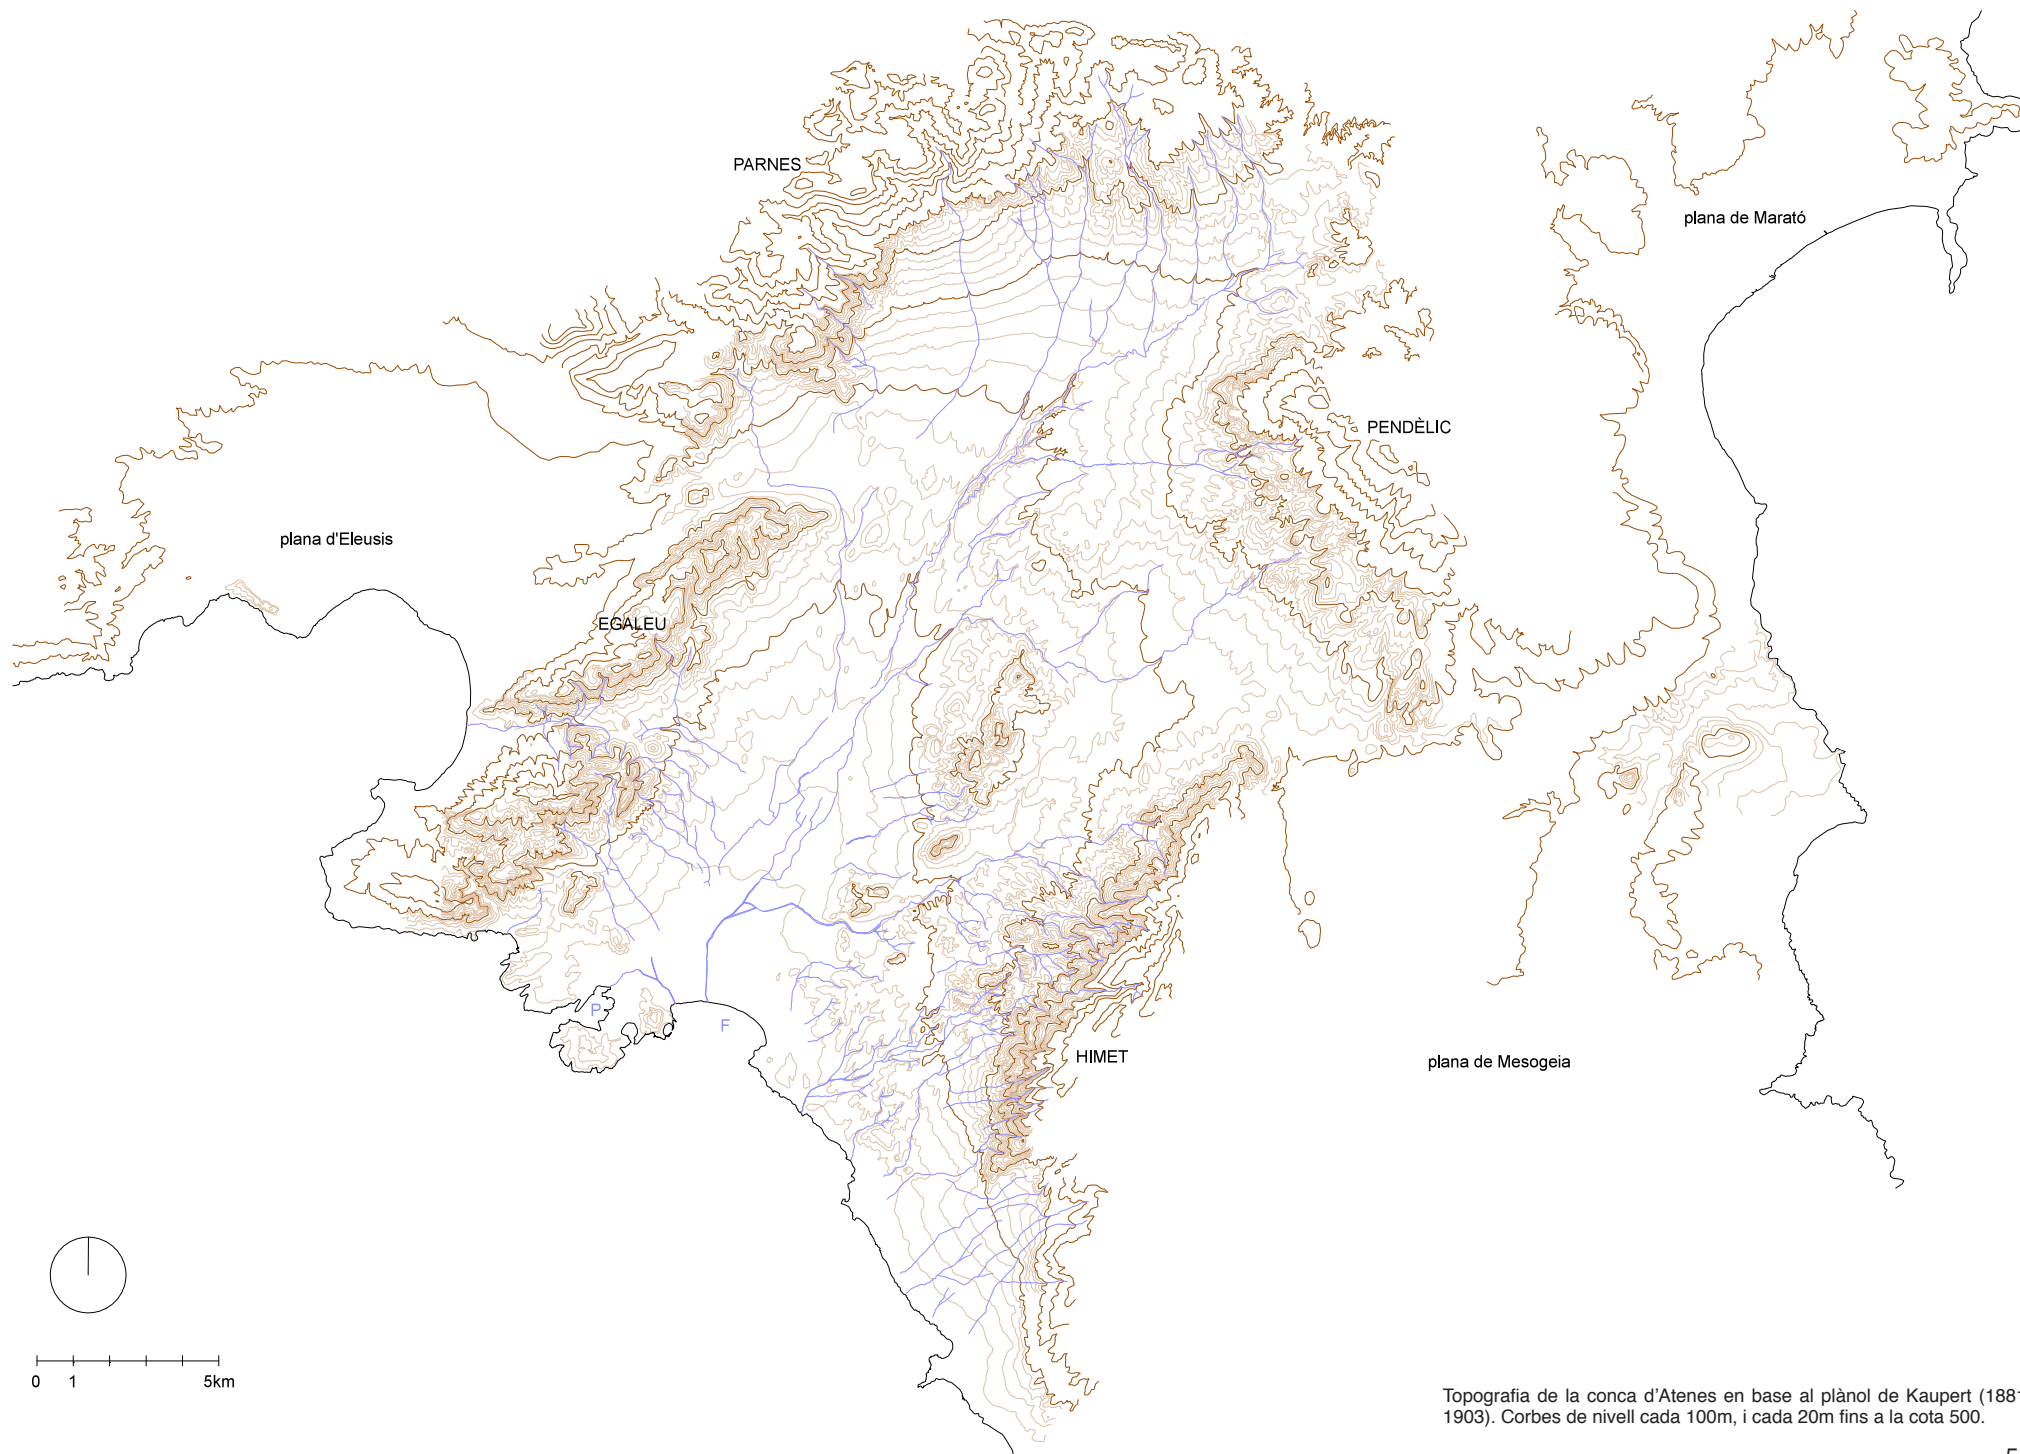 PARNES
plana de Marató
PENDÈLIC
plana d'Eleusis
EGALEU
P
F
HIMET
plana de Mesogeia
0 1 5km
Topografia de la conca d'Atenes en base al plànol de Kaupert (1881
1903). Corbes de nivell cada 100m, i cada 20m fins a la cota 500.